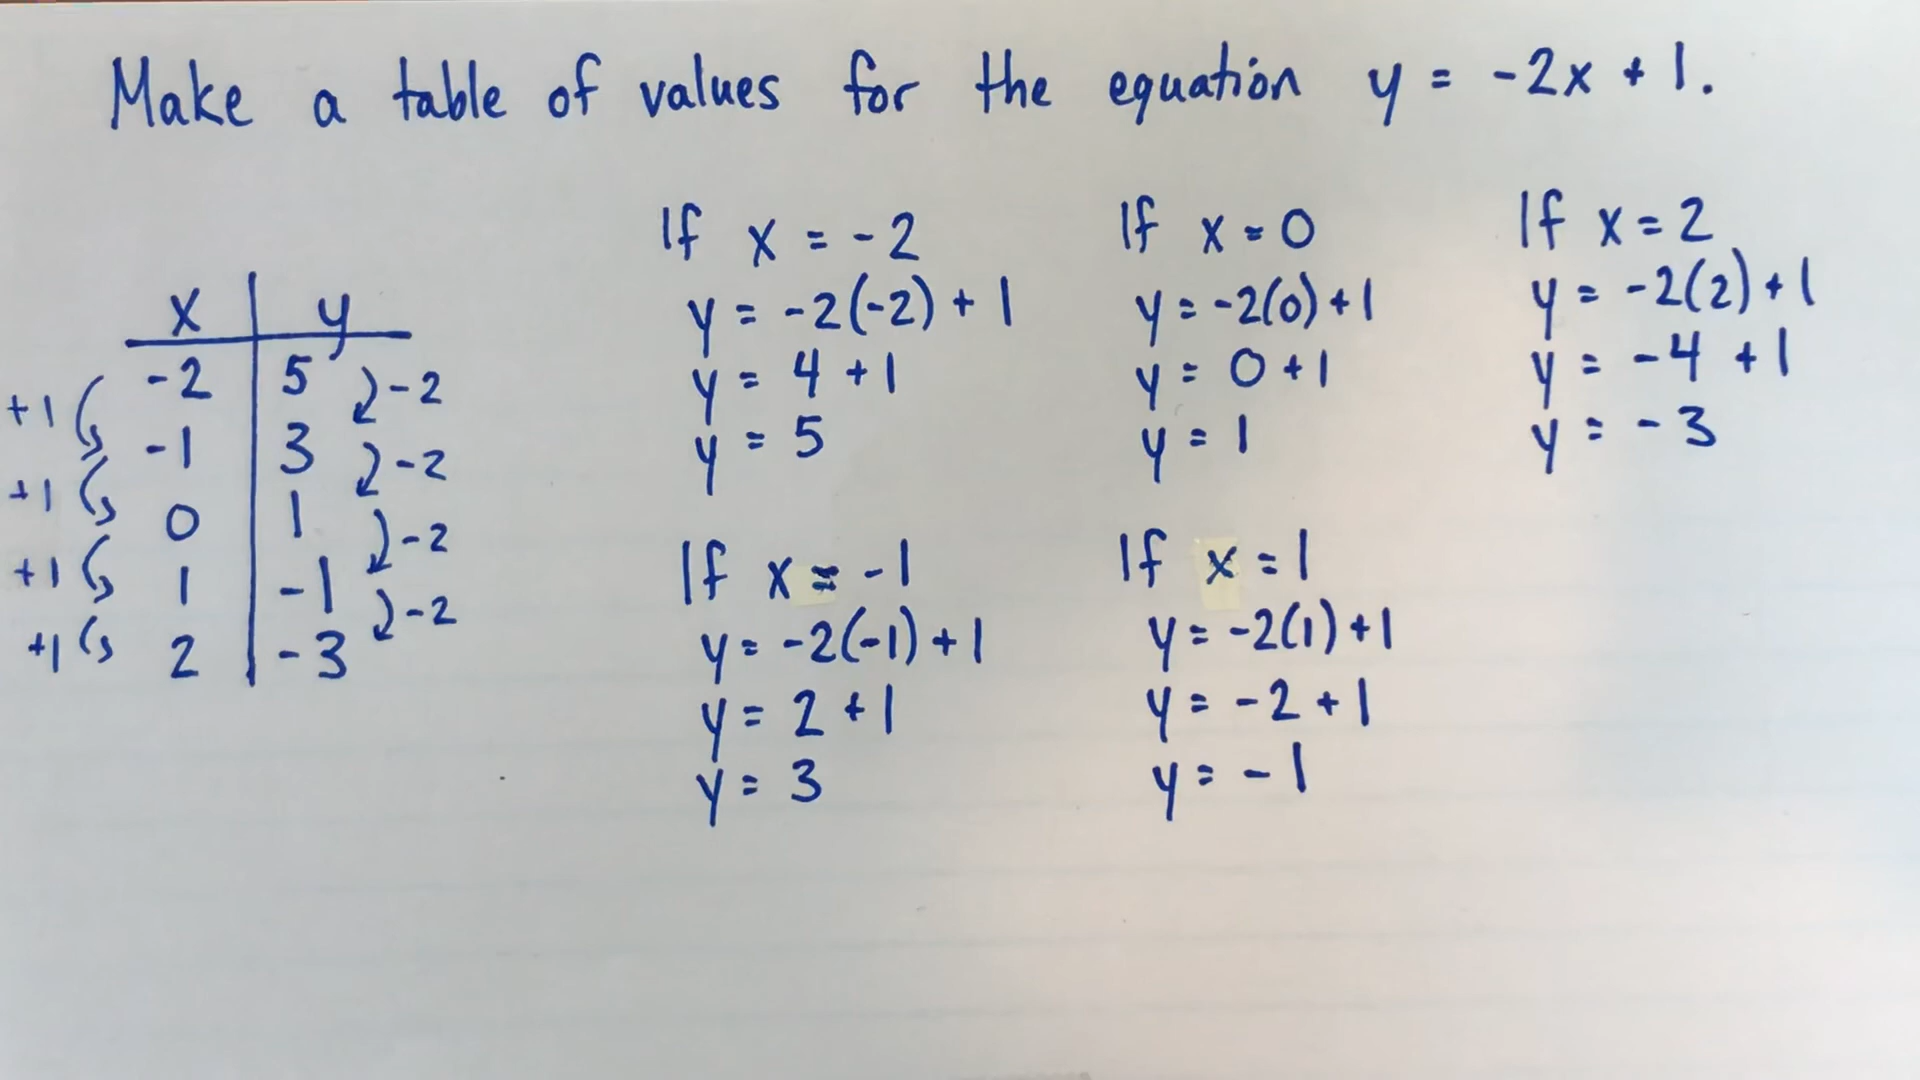 Make a table of values for the equation y = -2x + 1.
x y
-2 5
-1 3
0 1
1 -1
2 -3
+1
+1
+1
+1
-2
-2
-2
-2
If x = -2
y = -2(-2) + 1
y = 4 + 1
y = 5
If x = -1
y = -2(-1) + 1
y = 2 + 1
y = 3
If x = 0
y = -2(0) + 1
y = 0 + 1
y = 1
If x = 1
y = -2(1) + 1
y = -2 + 1
y = -1
If x = 2
y = -2(2) + 1
y = -4 + 1
y = -3